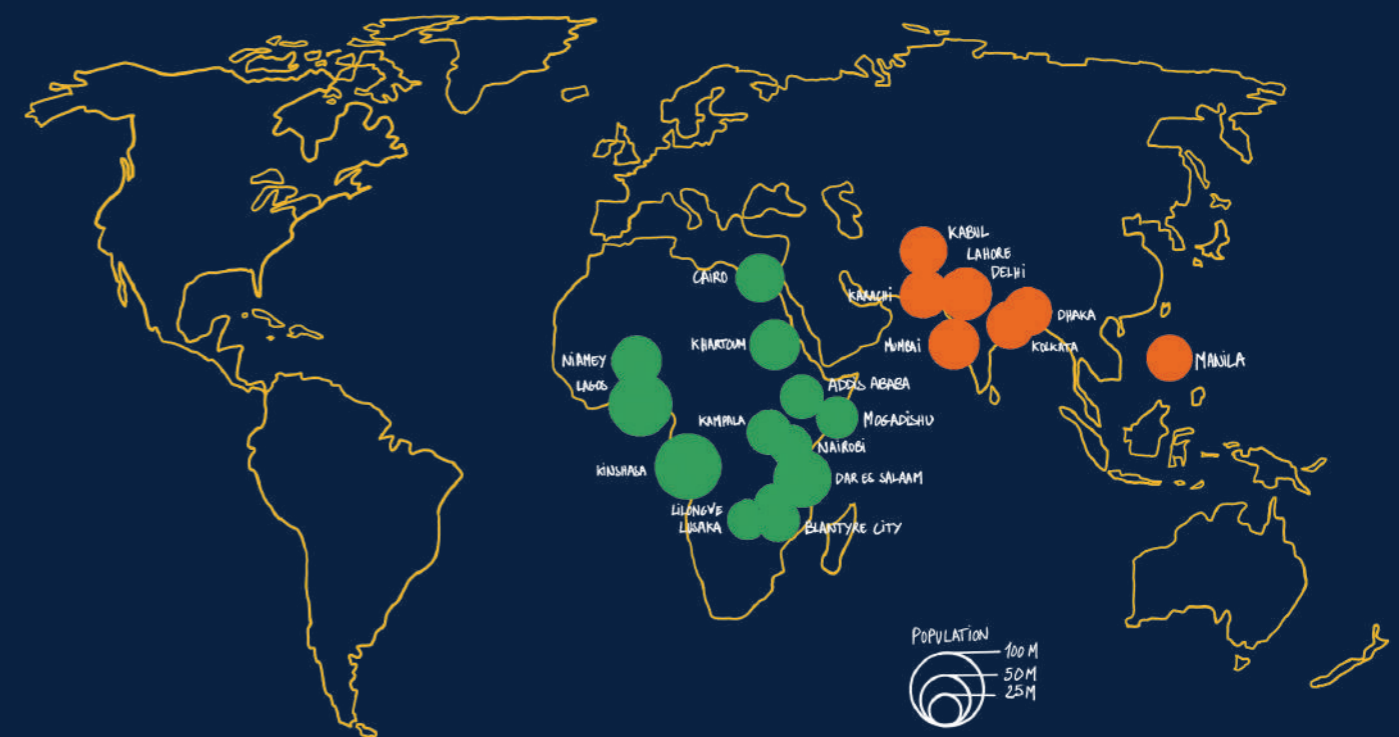 KABUL
LAHORE
DELHI
CAIRO
KARACHI
DHAKA
KHARTOUM
MUMBAI
KOLKATA
NIAMEY
MANILA
LAGOS
ADDIS ABABA
KAMPALA
MOGADISHU
NAIROBI
KINSHASA
DAR ES SALAAM
LILONGVE
LUSAKA
BLANTYRE CITY
POPULATION
100 M
50 M
25 M